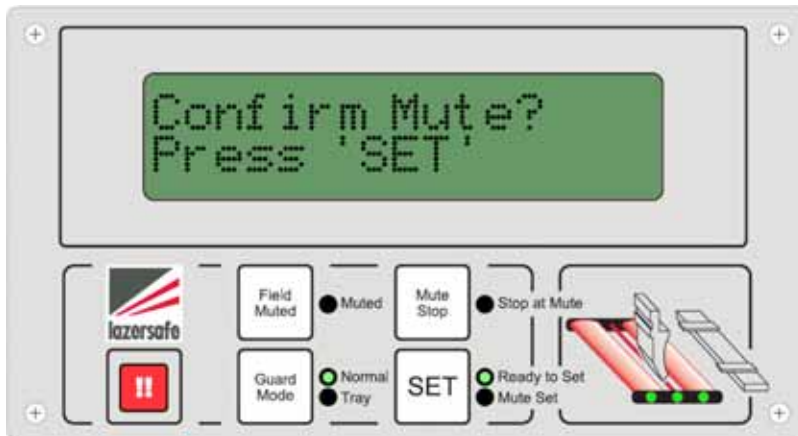 Confirm Mute?
Press 'SET'
lazersafe
Field
Muted
Muted
Mute
Stop
Stop at Mute
!!
Guard
Mode
Normal
Tray
SET
Ready to Set
Mute Set